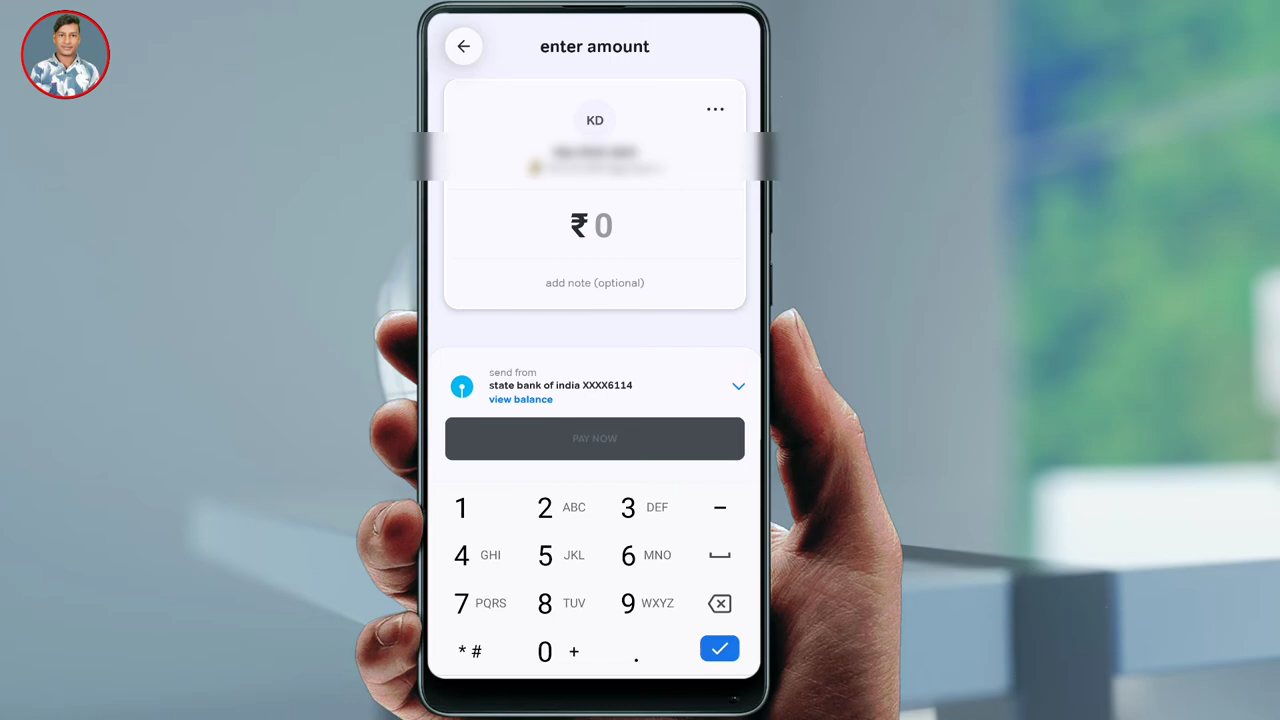 enter amount
KD
₹ 0
add note (optional)
send from
state bank of india XXXX6114
view balance
PAY NOW
1 2 ABC 3 DEF -
4 GHI 5 JKL 6 MNO
7 PQRS 8 TUV 9 WXYZ
* # 0 + .